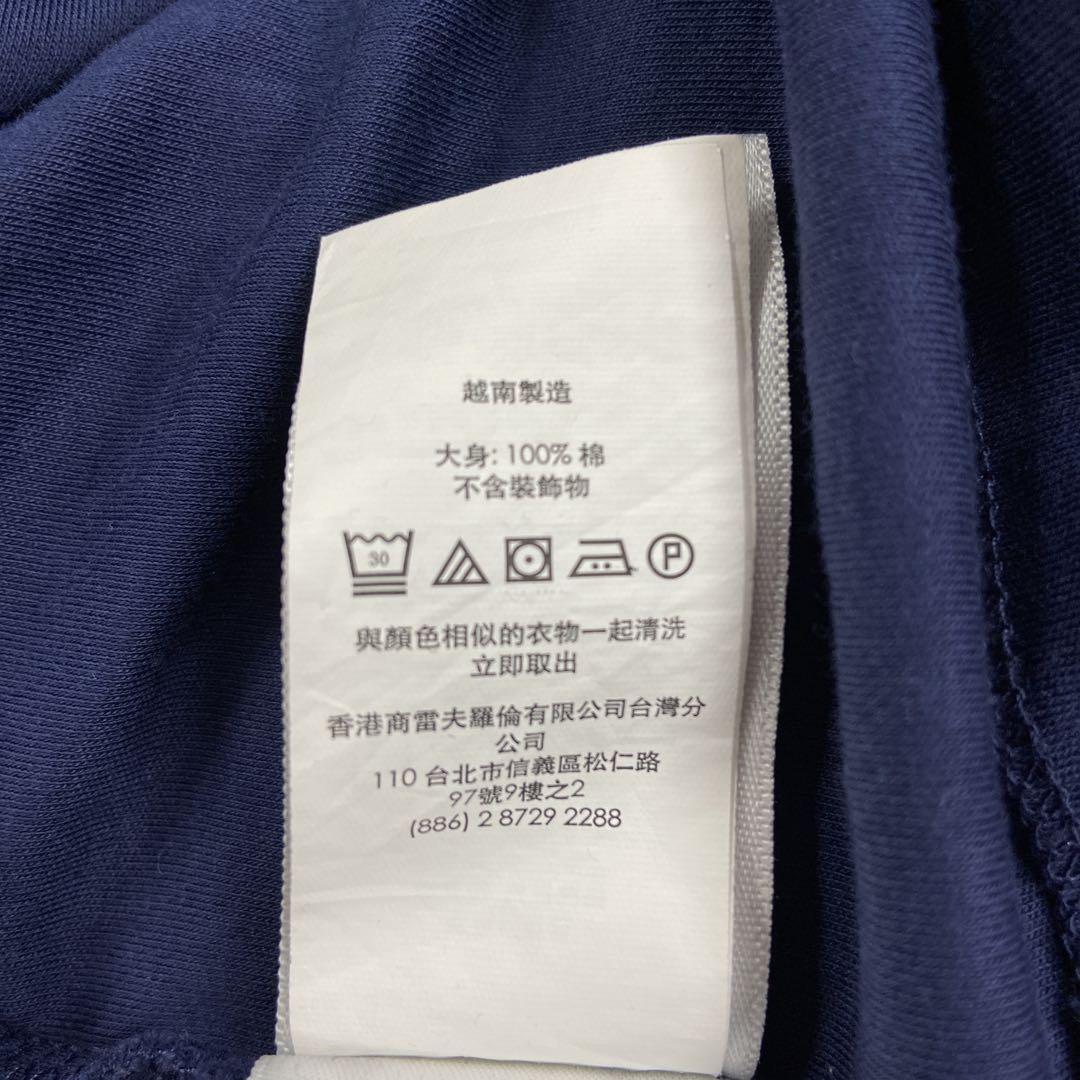 越南製造
大身: 100% 棉
不含裝飾物
30 P
與顏色相似的衣物一起清洗
立即取出
香港商雷夫羅倫有限公司台灣分
公司
110 台北市信義區松仁路
97號9樓之2
(886) 2 8729 2288